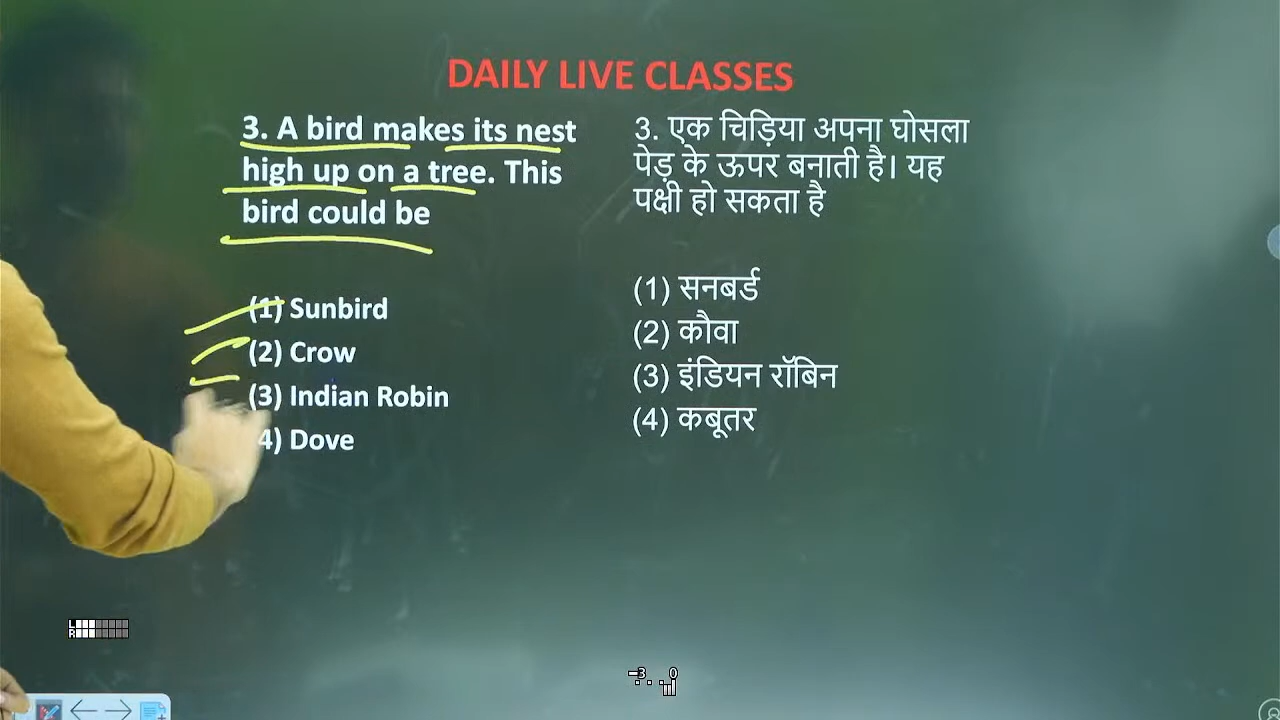 DAILY LIVE CLASSES
3. A bird makes its nest
high up on a tree. This
bird could be
(1) Sunbird
(2) Crow
(3) Indian Robin
4) Dove
3. एक चिड़िया अपना घोसला
पेड़ के ऊपर बनाती है। यह
पक्षी हो सकता है
(1) सनबर्ड
(2) कौवा
(3) इंडियन रॉबिन
(4) कबूतर
L
R
-3 0